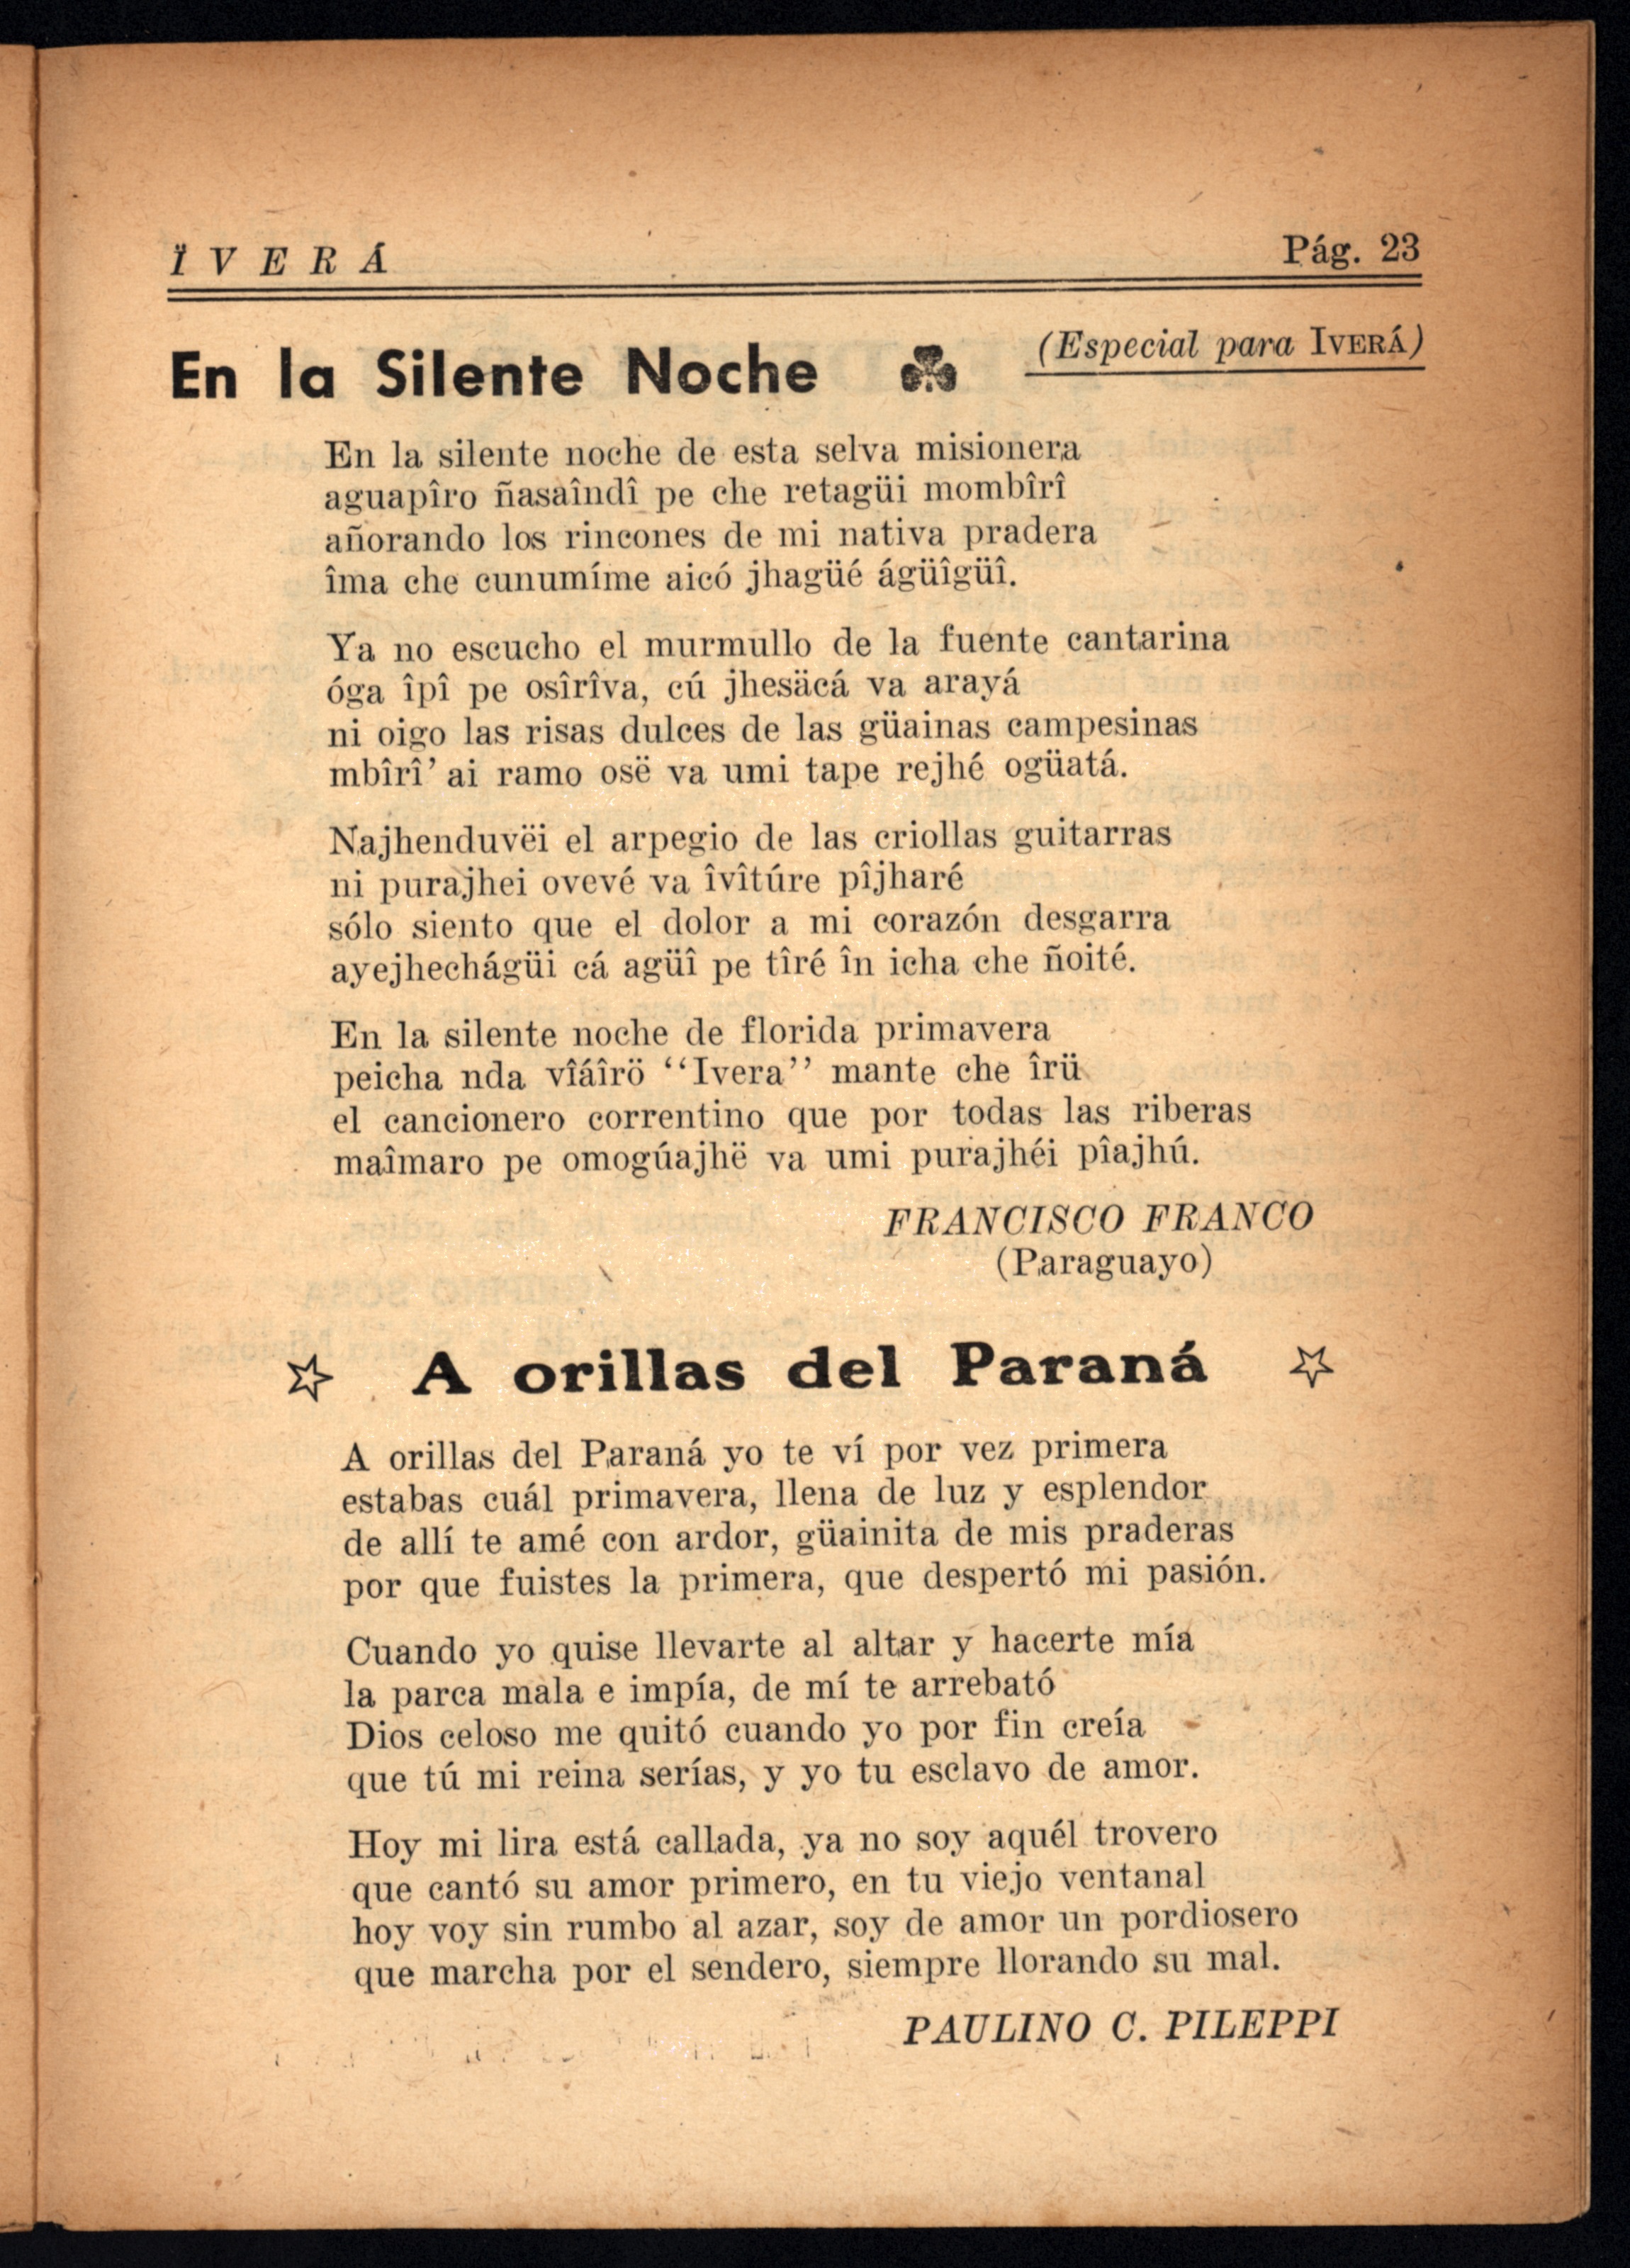 ÏVERÁ
Pág. 23
En la Silente Noche
(Especial para IVERÁ)
En la silente noche de esta selva misionera
aguapîro ñasaîndî pe che retagüi mombîrî
añorando los rincones de mi nativa pradera
îma che cunumíme aicó jhagüé ágüîgüî.
Ya no escucho el murmullo de la fuente cantarina
óga îpî pe osîrîva, cú jhesäcá va arayá
ni oigo las risas dulces de las güainas campesinas
mbîrî’ ai ramo osë va umi tape rejhé ogüatá.
Najhenduvëi el arpegio de las criollas guitarras
ni purajhei ovevé va îvîtúre pîjharé
sólo siento que el dolor a mi corazón desgarra
ayejhechágüi cá agüî pe tîré în icha che ñoité.
En la silente noche de florida primavera
peicha nda vîáîrö “Ivera” mante che îrü
el cancionero correntino que por todas las riberas
maîmaro pe omogúajhë va umi purajhéi pîajhú.
FRANCISCO FRANCO
(Paraguayo)
A orillas del Paraná
A orillas del Paraná yo te ví por vez primera
estabas cuál primavera, llena de luz y esplendor
de allí te amé con ardor, güainita de mis praderas
por que fuistes la primera, que despertó mi pasión.
Cuando yo quise llevarte al altar y hacerte mía
la parca mala e impía, de mí te arrebató
Dios celoso me quitó cuando yo por fin creía
que tú mi reina serías, y yo tu esclavo de amor.
Hoy mi lira está callada, ya no soy aquél trovero
que cantó su amor primero, en tu viejo ventanal
hoy voy sin rumbo al azar, soy de amor un pordiosero
que marcha por el sendero, siempre llorando su mal.
PAULINO C. PILEPPI